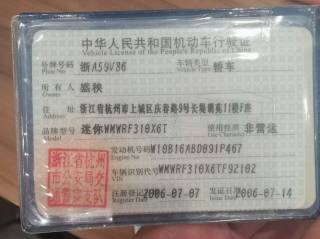 中华人民共和国机动车行驶证
Vehicle License of the People's Republic of China
号牌号码 浙A59V86 车辆类型 轿车
Plate No. Vehicle Type
所有人 盛秧
Owner
住址 浙江省杭州市上城区庆春路9号长堤潮苑11幢F座
品牌型号 迷你WMWRF310X6T 使用性质 非营运
Model
发动机号码 W10B16ABD091P467
Engine No.
车辆识别代号 WMWRF310X6TF92102
VIN
浙江省杭州
市公安局交
通警察支队
注册登记日期 2006-07-07 发证日期 2006-07-14
Register Date Issue Date